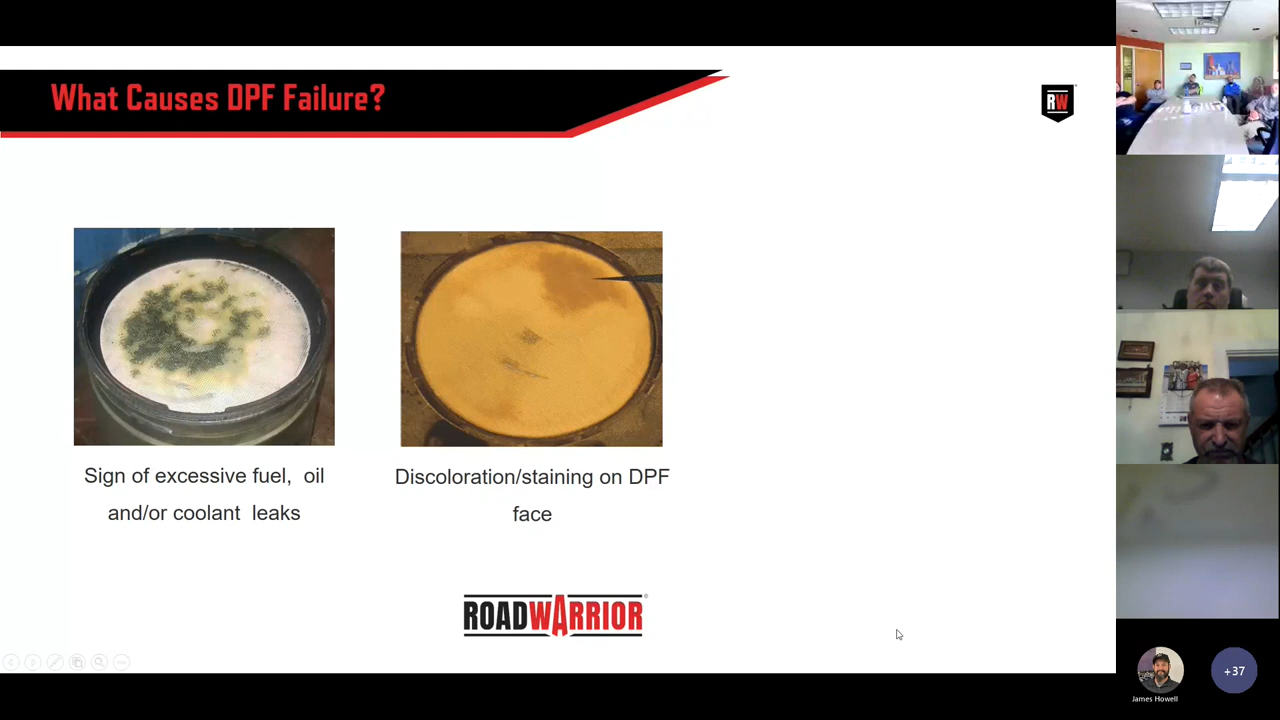 What Causes DPF Failure?
RW
Sign of excessive fuel, oil
and/or coolant leaks
Discoloration/staining on DPF
face
ROADWARRIOR
James Howell
+37